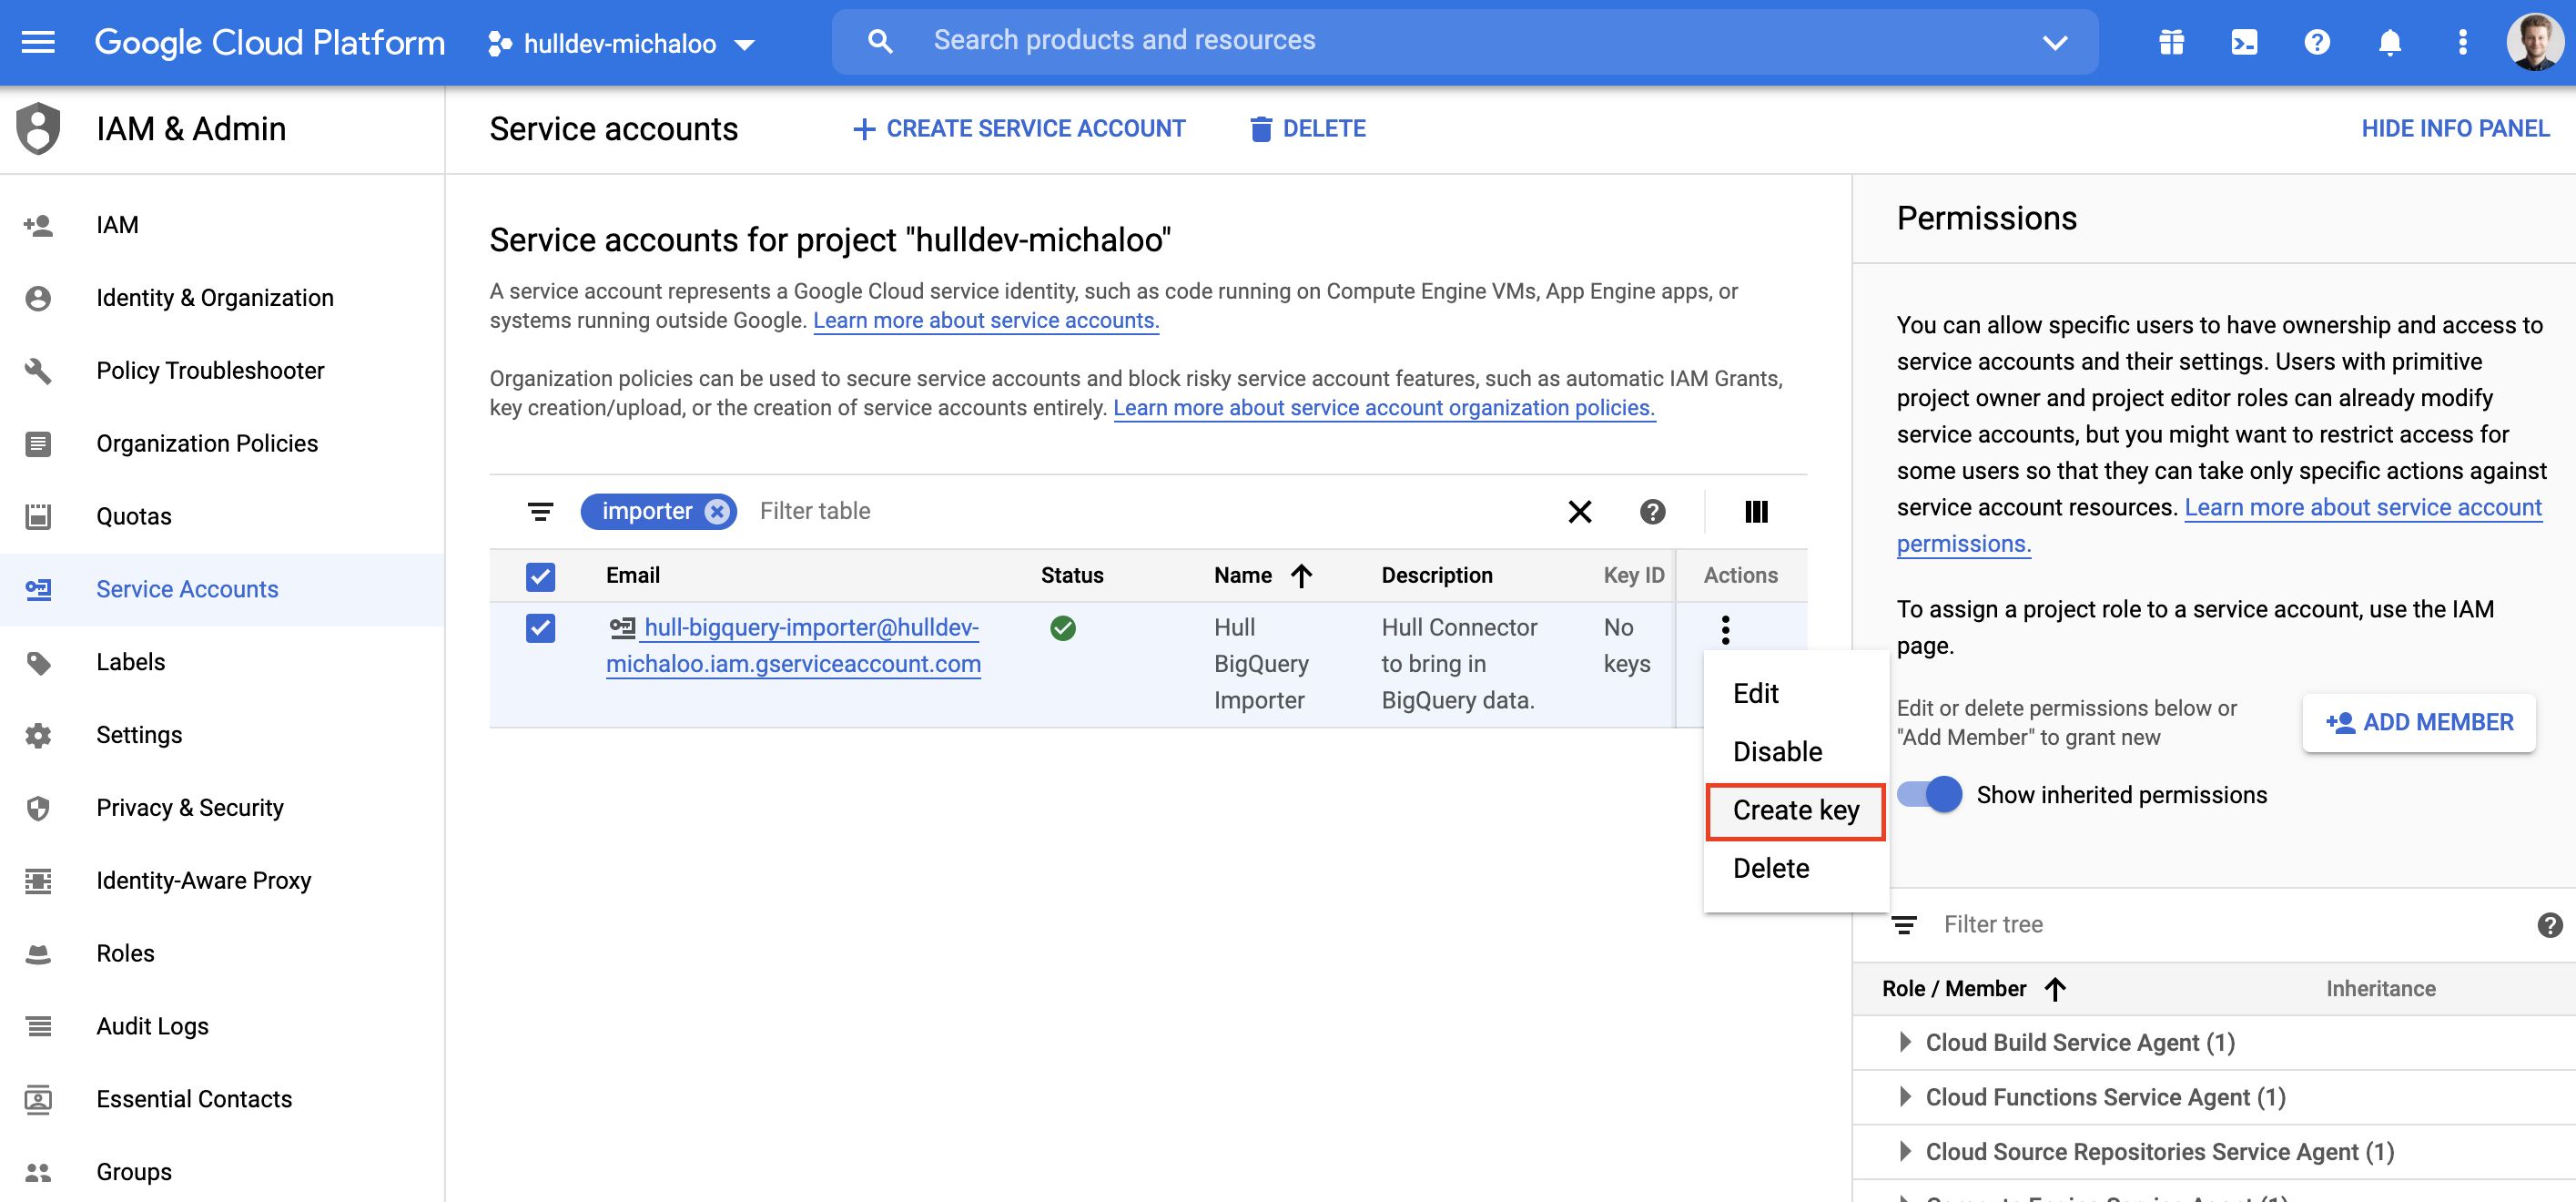 Google Cloud Platform
hulldev-michaloo
Search products and resources
IAM & Admin
Service accounts
CREATE SERVICE ACCOUNT
DELETE
HIDE INFO PANEL
IAM
Identity & Organization
Policy Troubleshooter
Organization Policies
Quotas
Service Accounts
Labels
Settings
Privacy & Security
Identity-Aware Proxy
Roles
Audit Logs
Essential Contacts
Groups
Service accounts for project "hulldev-michaloo"
A service account represents a Google Cloud service identity, such as code running on Compute Engine VMs, App Engine apps, or
systems running outside Google. Learn more about service accounts.
Organization policies can be used to secure service accounts and block risky service account features, such as automatic IAM Grants,
key creation/upload, or the creation of service accounts entirely. Learn more about service account organization policies.
importer
Filter table
Email Status Name Description Key ID Actions
hull-bigquery-importer@hulldev-
michaloo.iam.gserviceaccount.com
Hull
BigQuery
Importer
Hull Connector
to bring in
BigQuery data.
No
keys
Edit
Disable
Create key
Delete
Permissions
You can allow specific users to have ownership and access to
service accounts and their settings. Users with primitive
project owner and project editor roles can already modify
service accounts, but you might want to restrict access for
some users so that they can take only specific actions against
service account resources. Learn more about service account
permissions.
To assign a project role to a service account, use the IAM
page.
Edit or delete permissions below or
"Add Member" to grant new
ADD MEMBER
Show inherited permissions
Filter tree
Role / Member Inheritance
Cloud Build Service Agent (1)
Cloud Functions Service Agent (1)
Cloud Source Repositories Service Agent (1)